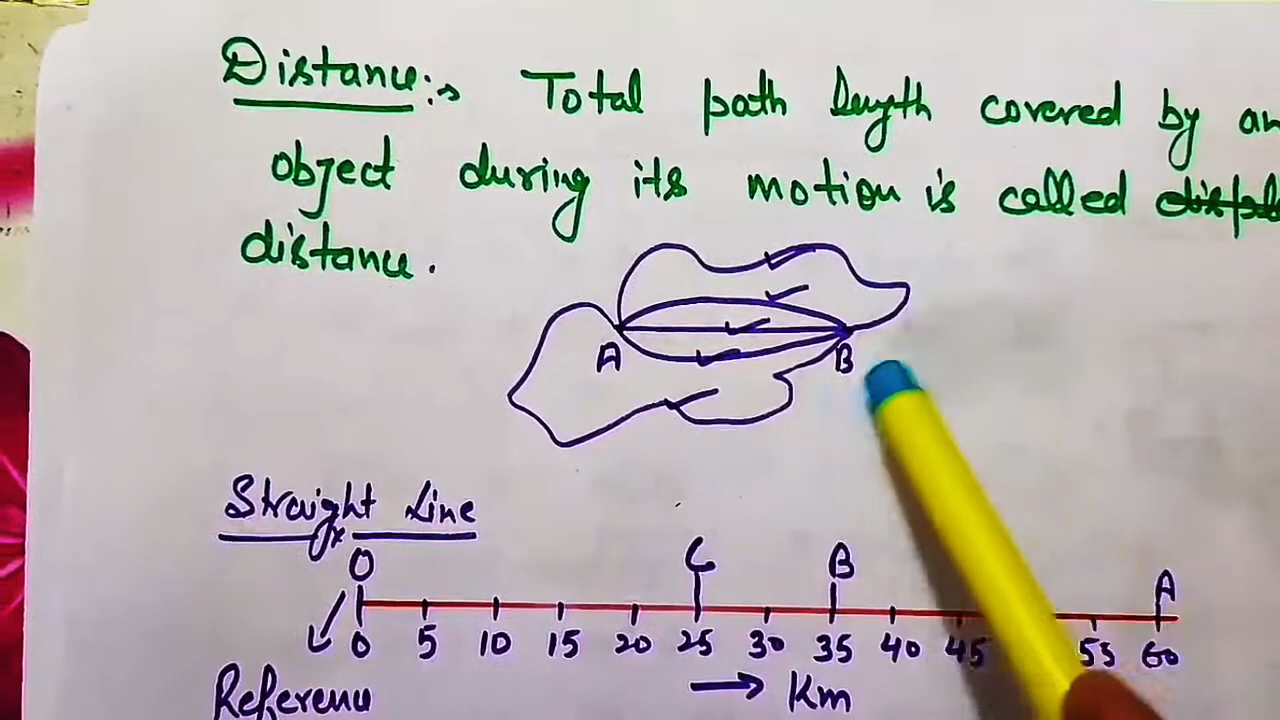 Distance:→ Total path length covered by an
object during its motion is called
distance.
A B
Straight Line
O C B A
0 5 10 15 20 25 30 35 40 45 55 60
Reference → Km